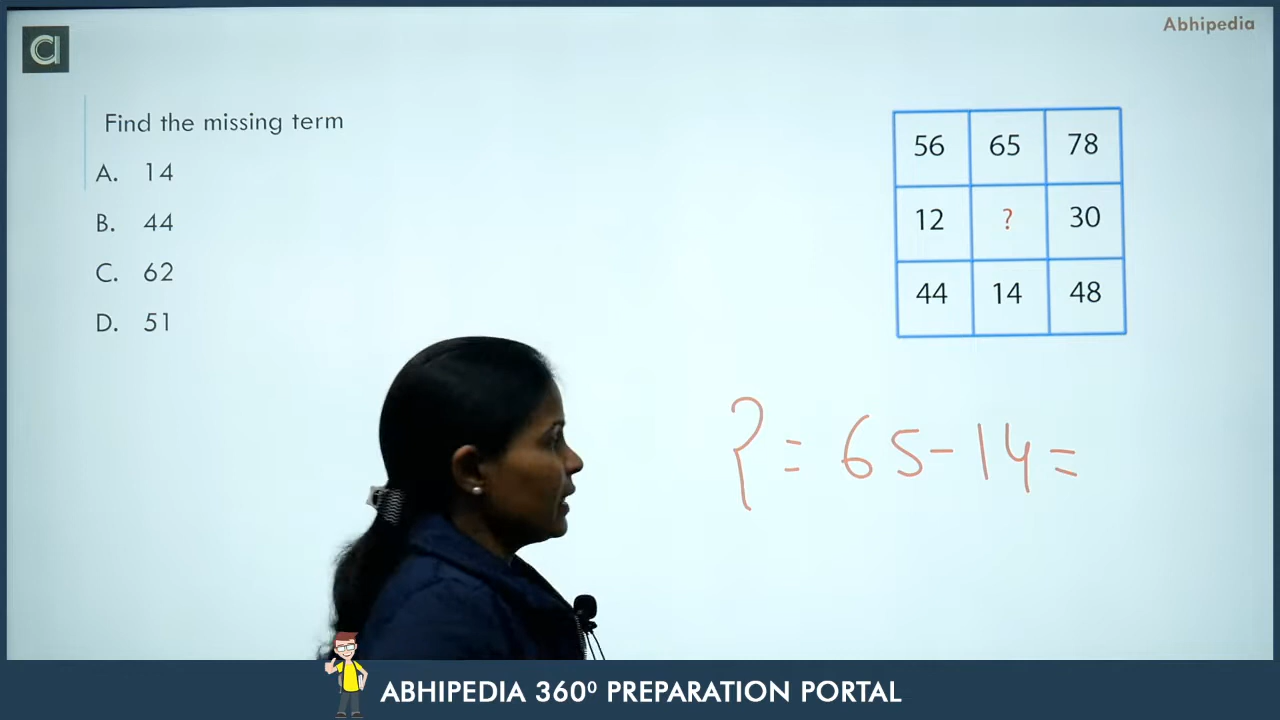 Abhipedia
a
Find the missing term
A. 14
B. 44
C. 62
D. 51
56 65 78
12 ? 30
44 14 48
? = 65-14=
ABHIPEDIA 360⁰ PREPARATION PORTAL